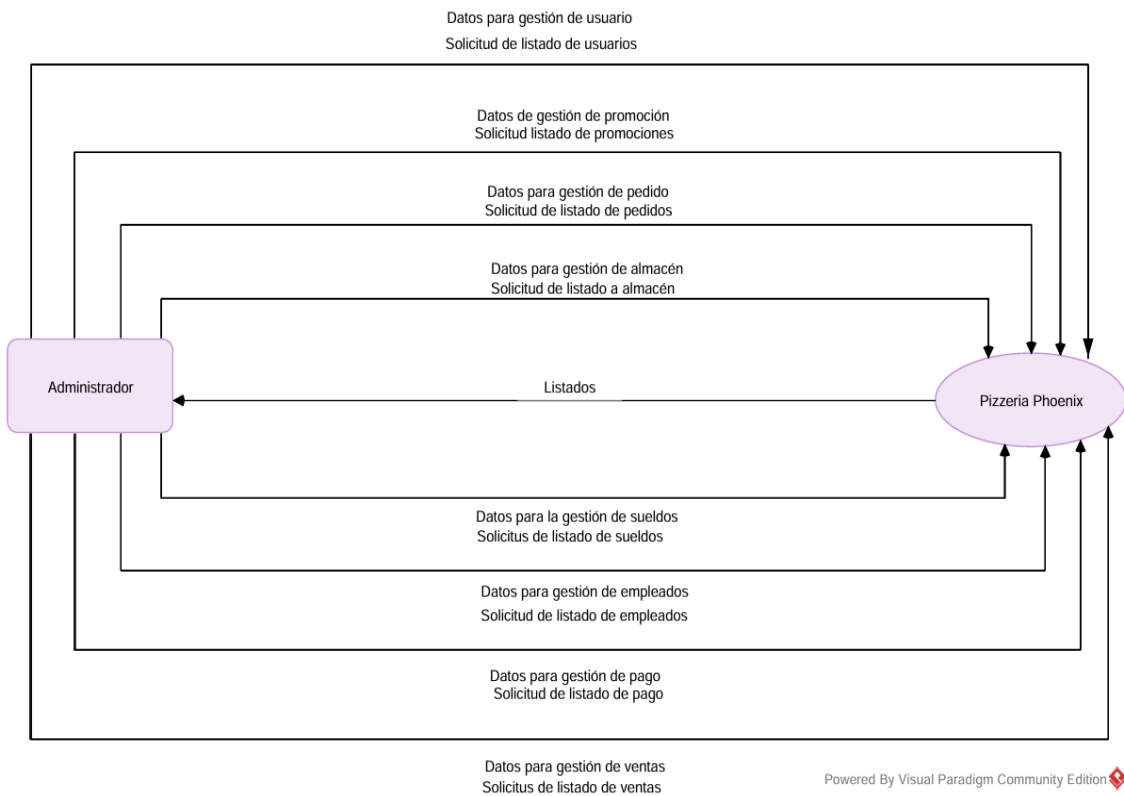 Datos para gestión de usuario
Solicitud de listado de usuarios
Datos de gestión de promoción
Solicitud listado de promociones
Datos para gestión de pedido
Solicitud de listado de pedidos
Datos para gestión de almacén
Solicitud de listado a almacén
Administrador
Listados
Pizzeria Phoenix
Datos para la gestión de sueldos
Solicitus de listado de sueldos
Datos para gestión de empleados
Solicitud de listado de empleados
Datos para gestión de pago
Solicitud de listado de pago
Datos para gestión de ventas
Solicitus de listado de ventas
Powered By Visual Paradigm Community Edition